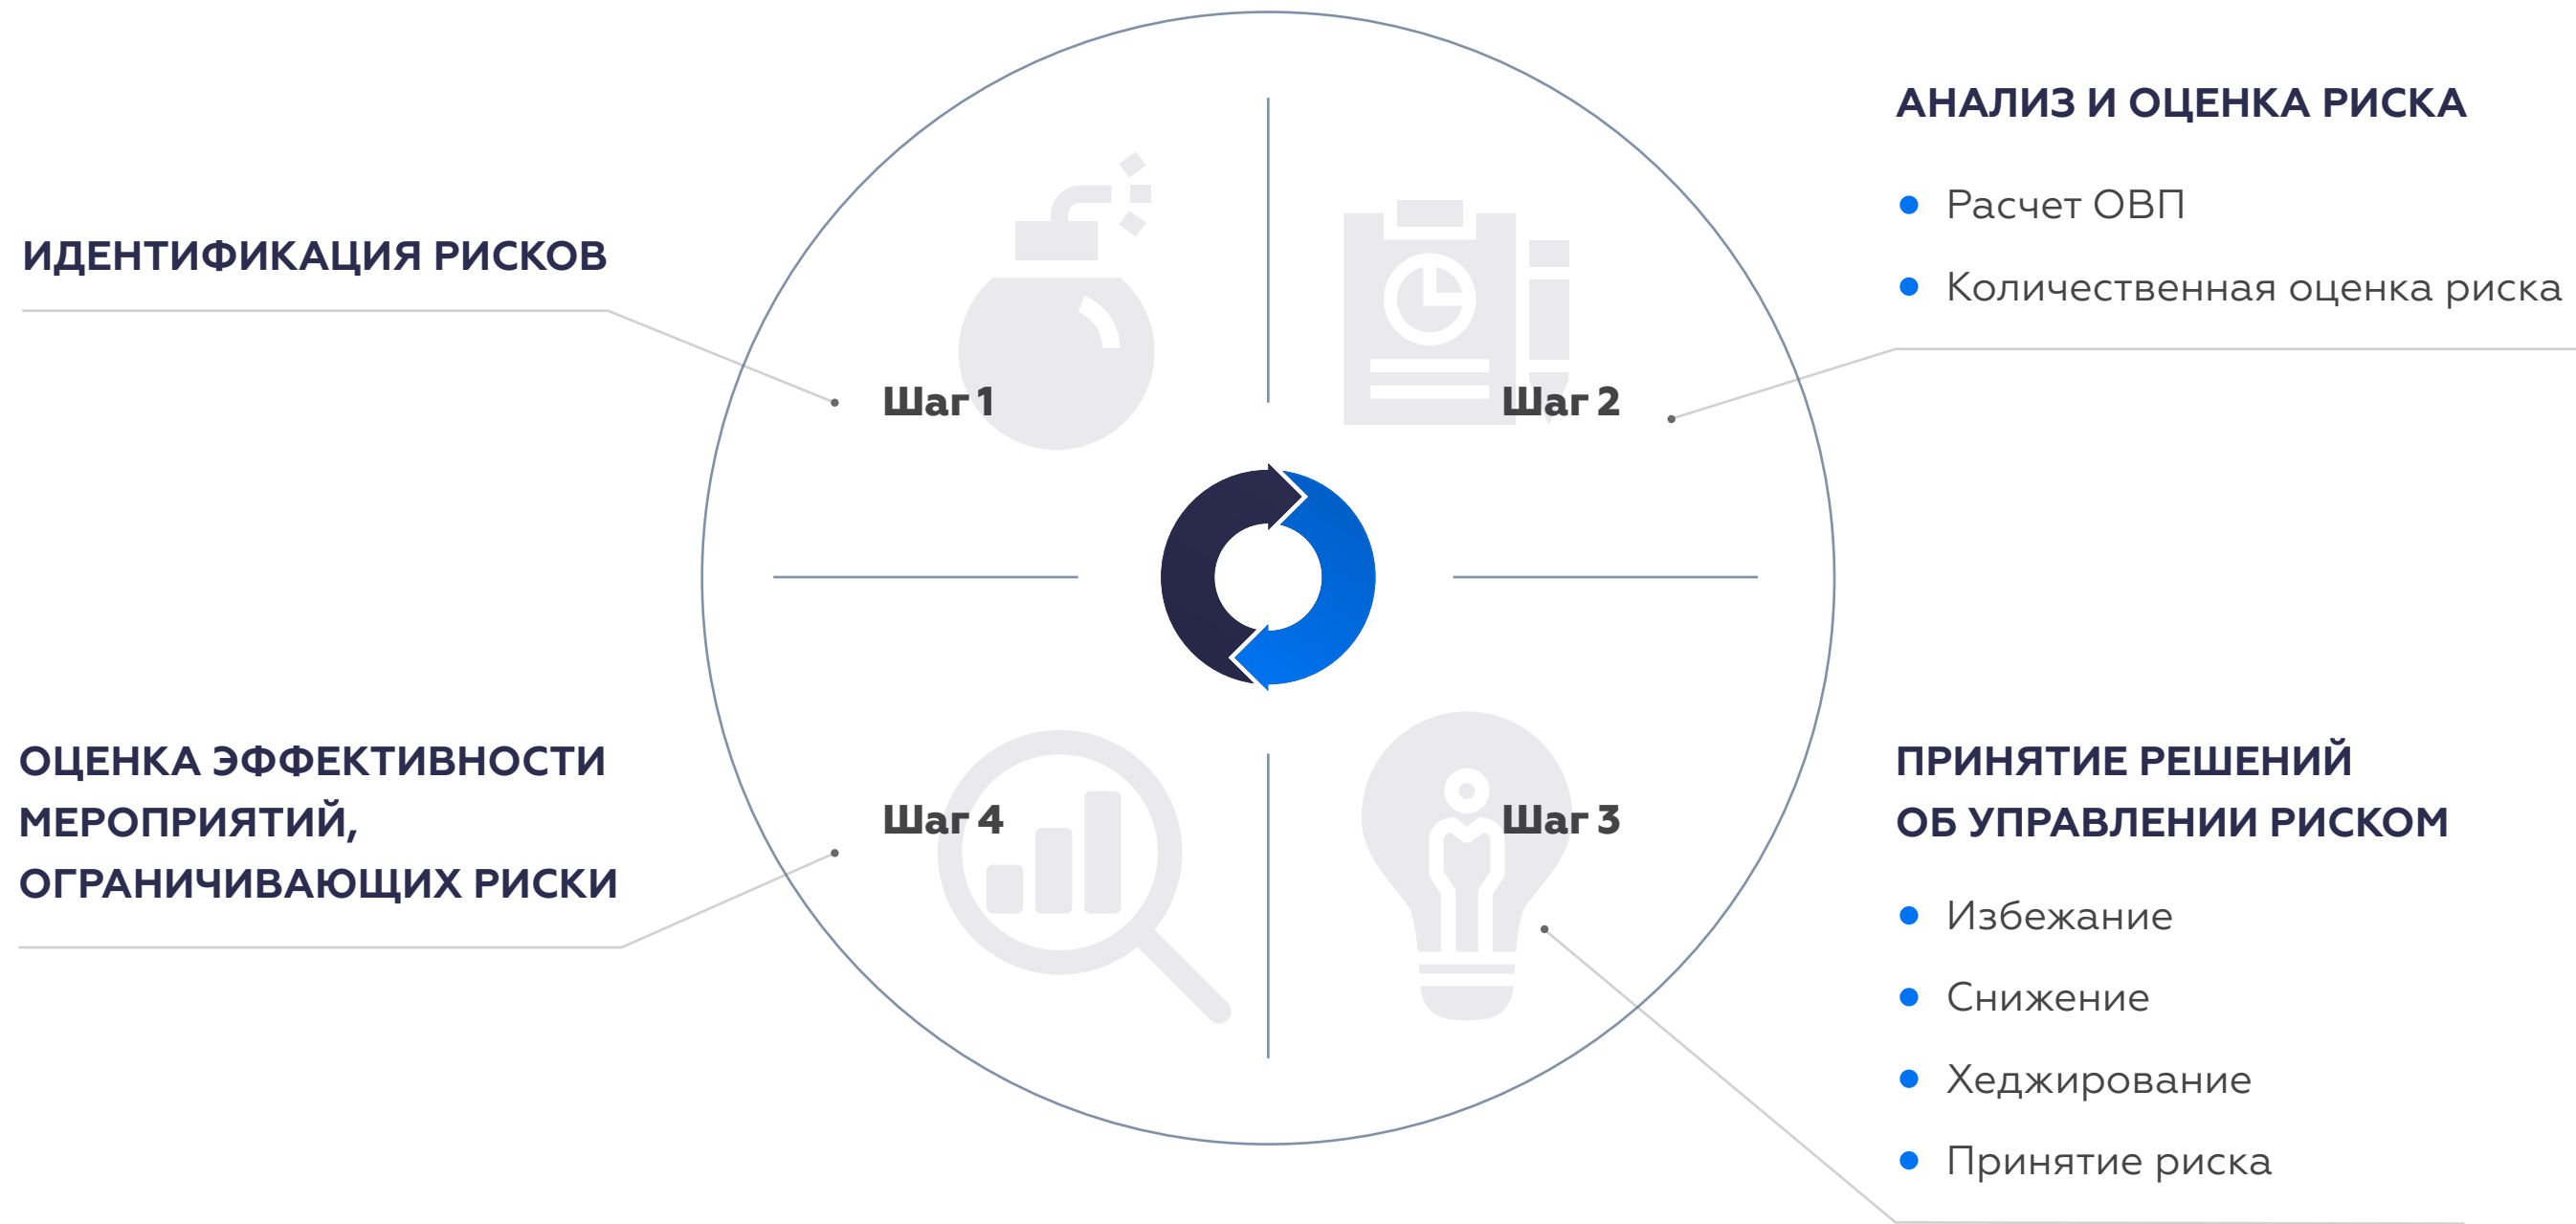 ИДЕНТИФИКАЦИЯ РИСКОВ
Шаг 1
АНАЛИЗ И ОЦЕНКА РИСКА
Расчет ОВП
Количественная оценка риска
Шаг 2
ПРИНЯТИЕ РЕШЕНИЙ
ОБ УПРАВЛЕНИИ РИСКОМ
Избежание
Снижение
Хеджирование
Принятие риска
Шаг 3
ОЦЕНКА ЭФФЕКТИВНОСТИ
МЕРОПРИЯТИЙ,
ОГРАНИЧИВАЮЩИХ РИСКИ
Шаг 4